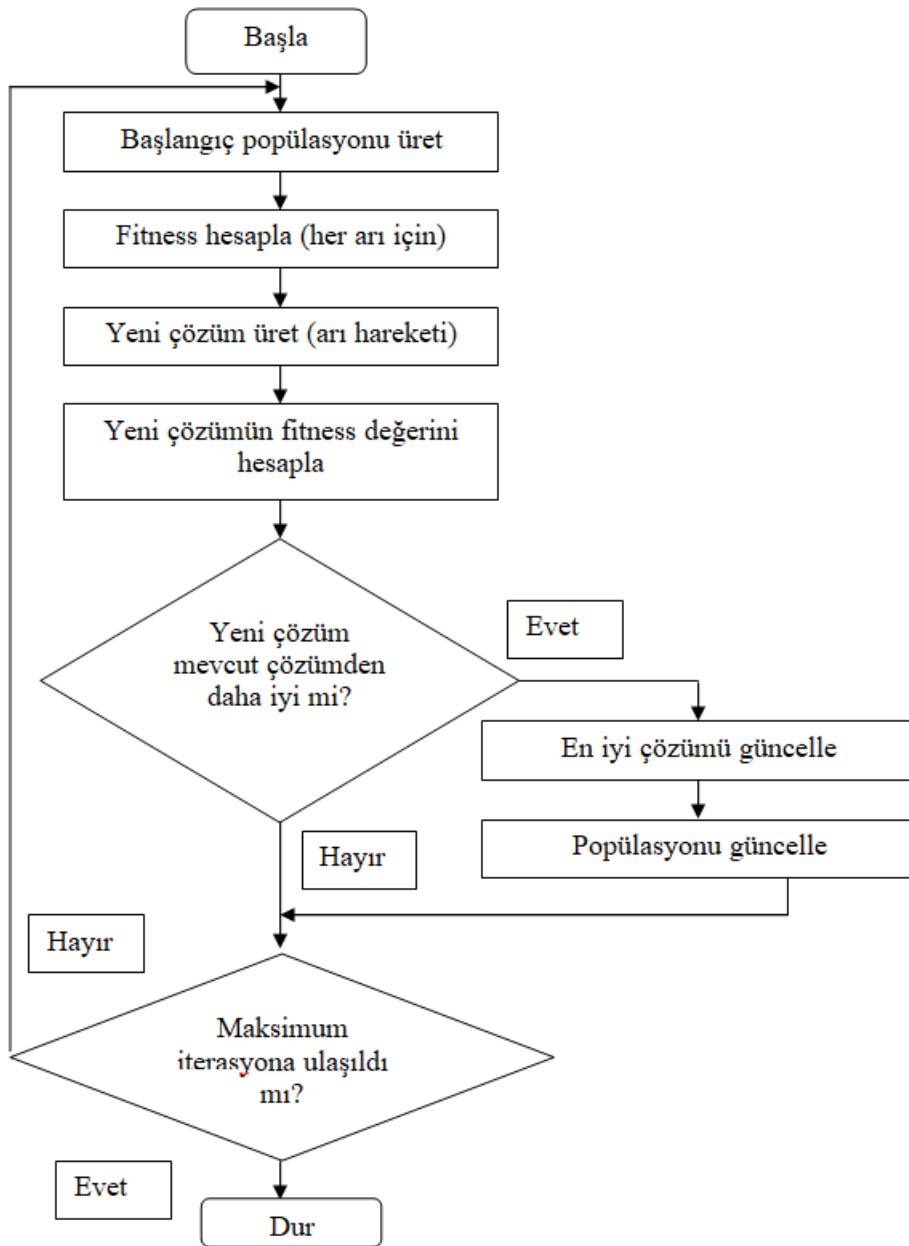 Başla
Başlangıç popülasyonu üret
Fitness hesapla (her arı için)
Yeni çözüm üret (arı hareketi)
Yeni çözümün fitness değerini
hesapla
Yeni çözüm
mevcut çözümden
daha iyi mi?
Evet
En iyi çözümü güncelle
Popülasyonu güncelle
Hayır
Hayır
Maksimum
iterasyona ulaşıldı
mı?
Evet
Dur